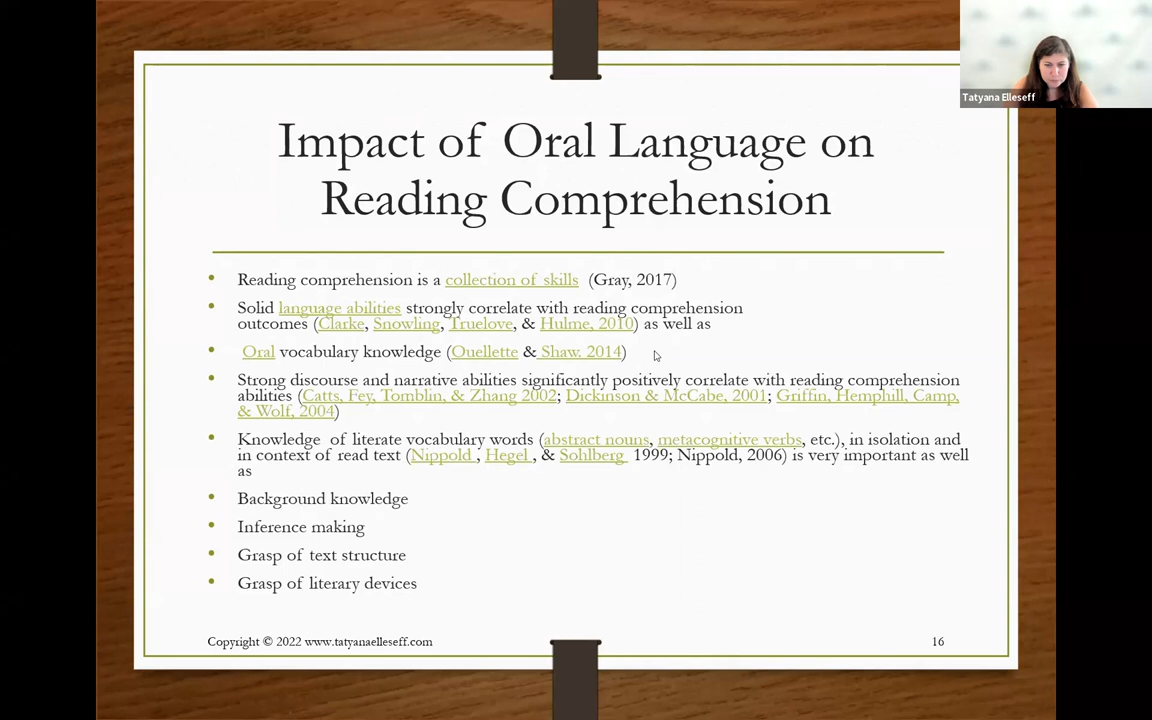 Tatyana Elleseff
Impact of Oral Language on
Reading Comprehension
• Reading comprehension is a collection of skills (Gray, 2017)
• Solid language abilities strongly correlate with reading comprehension
outcomes (Clarke, Snowling, Truelove, & Hulme, 2010) as well as
• Oral vocabulary knowledge (Ouellette & Shaw. 2014)
• Strong discourse and narrative abilities significantly positively correlate with reading comprehension
abilities (Catts, Fey, Tomblin, & Zhang 2002; Dickinson & McCabe, 2001; Griffin, Hemphill, Camp,
& Wolf, 2004)
• Knowledge of literate vocabulary words (abstract nouns, metacognitive verbs, etc.), in isolation and
in context of read text (Nippold , Hegel , & Sohlberg 1999; Nippold, 2006) is very important as well
as
• Background knowledge
• Inference making
• Grasp of text structure
• Grasp of literary devices
Copyright © 2022 www.tatyanaelleseff.com
16